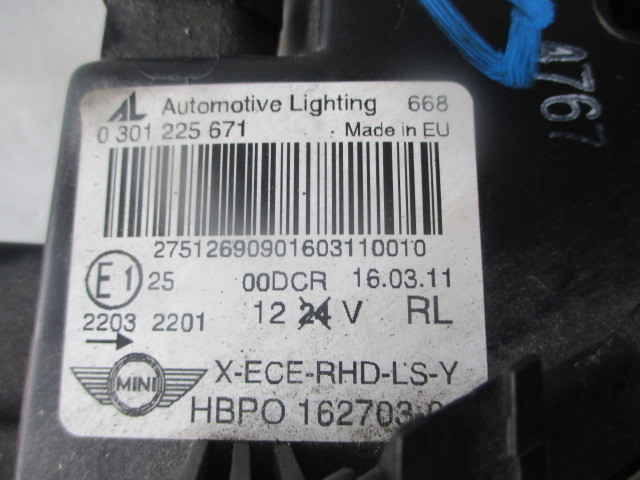 AL Automotive Lighting 668
0 301 225 671 Made in EU
27512690901603110010
E1 25 00DCR 16.03.11
2203 2201 12 24 V RL
MINI X-ECE-RHD-LS-Y
HBPO 162703
A767